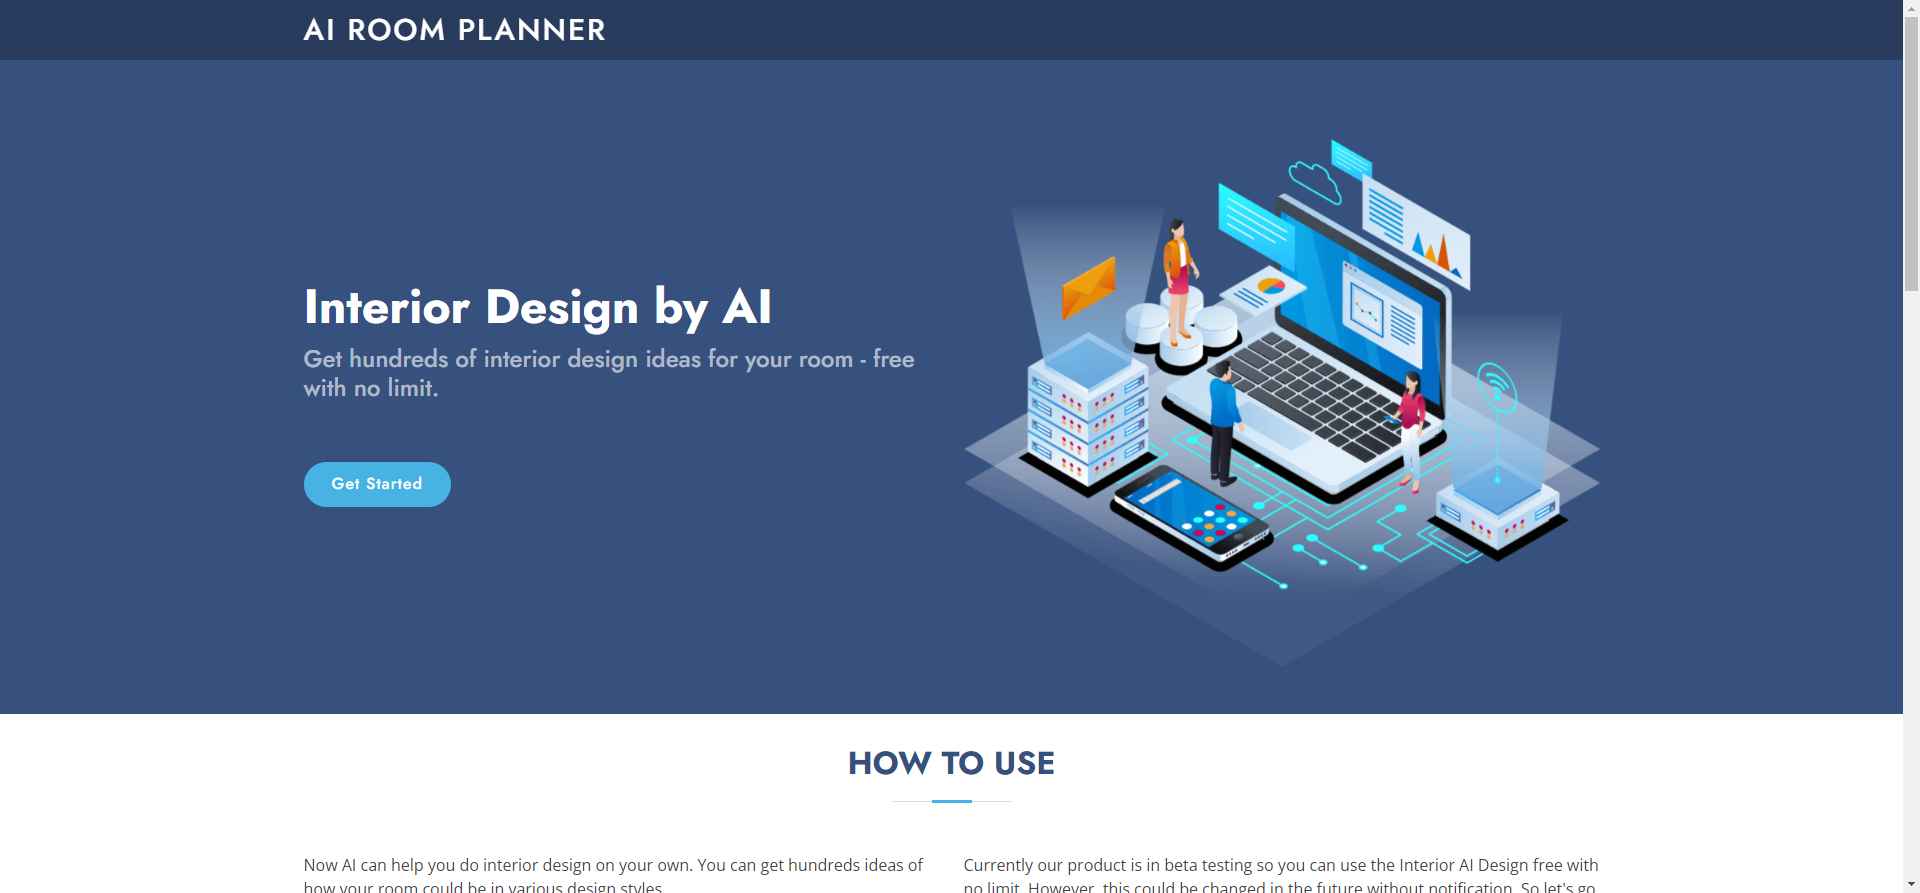 AI ROOM PLANNER
Interior Design by AI
Get hundreds of interior design ideas for your room - free
with no limit.
Get Started
HOW TO USE
Now AI can help you do interior design on your own. You can get hundreds ideas of
how your room could be in various design styles.
Currently our product is in beta testing so you can use the Interior AI Design free with
no limit. However, this could be changed in the future without notification. So let's go